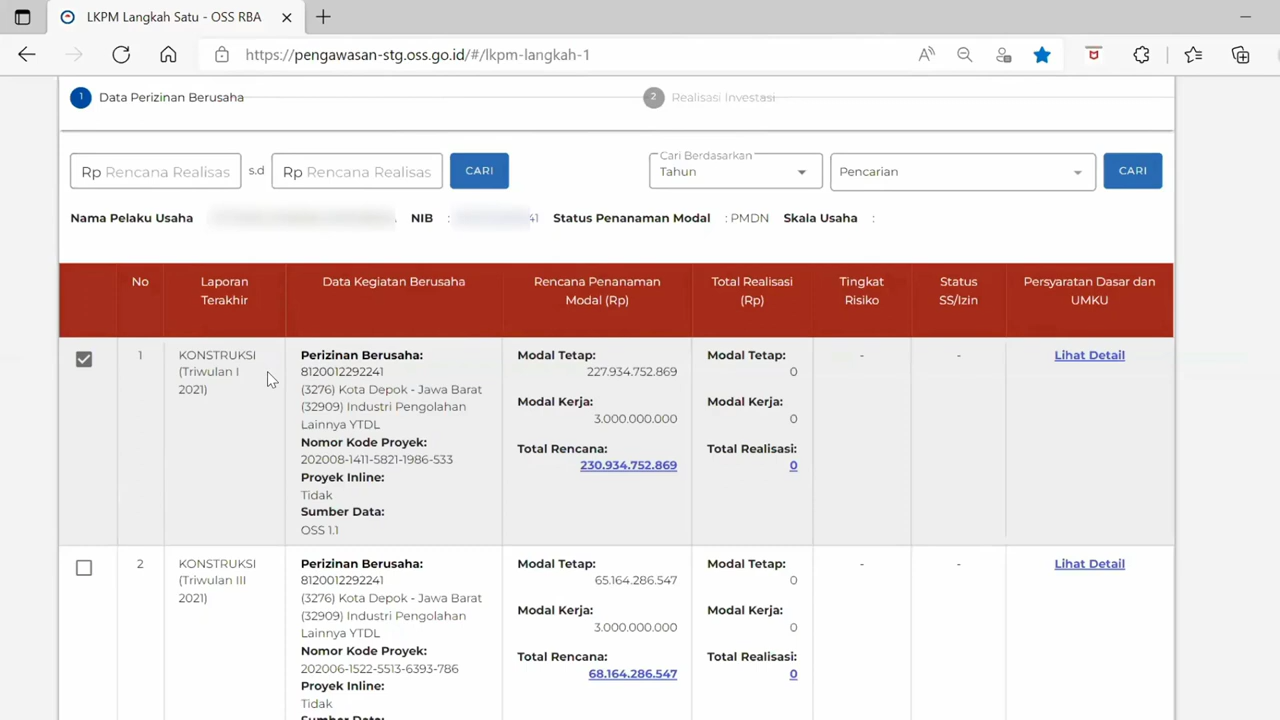 LKPM Langkah Satu - OSS RBA
https://pengawasan-stg.oss.go.id/#/lkpm-langkah-1
1 Data Perizinan Berusaha
2 Realisasi Investasi
Rp Rencana Realisas s.d Rp Rencana Realisas CARI
Cari Berdasarkan
Tahun Pencarian CARI
Nama Pelaku Usaha NIB : 41 Status Penanaman Modal : PMDN Skala Usaha :
No Laporan Terakhir Data Kegiatan Berusaha Rencana Penanaman Modal (Rp) Total Realisasi (Rp) Tingkat Risiko Status SS/Izin Persyaratan Dasar dan UMKU
1
KONSTRUKSI
(Triwulan I
2021)
Perizinan Berusaha:
8120012292241
(3276) Kota Depok - Jawa Barat
(32909) Industri Pengolahan
Lainnya YTDL
Nomor Kode Proyek:
202008-1411-5821-1986-533
Proyek Inline:
Tidak
Sumber Data:
OSS 1.1
Modal Tetap:
227.934.752.869
Modal Kerja:
3.000.000.000
Total Rencana:
230.934.752.869
Modal Tetap:
0
Modal Kerja:
0
Total Realisasi:
0
-
-
Lihat Detail
2
KONSTRUKSI
(Triwulan III
2021)
Perizinan Berusaha:
8120012292241
(3276) Kota Depok - Jawa Barat
(32909) Industri Pengolahan
Lainnya YTDL
Nomor Kode Proyek:
202006-1522-5513-6393-786
Proyek Inline:
Tidak
Sumber Data:
Modal Tetap:
65.164.286.547
Modal Kerja:
3.000.000.000
Total Rencana:
68.164.286.547
Modal Tetap:
0
Modal Kerja:
0
Total Realisasi:
0
-
-
Lihat Detail